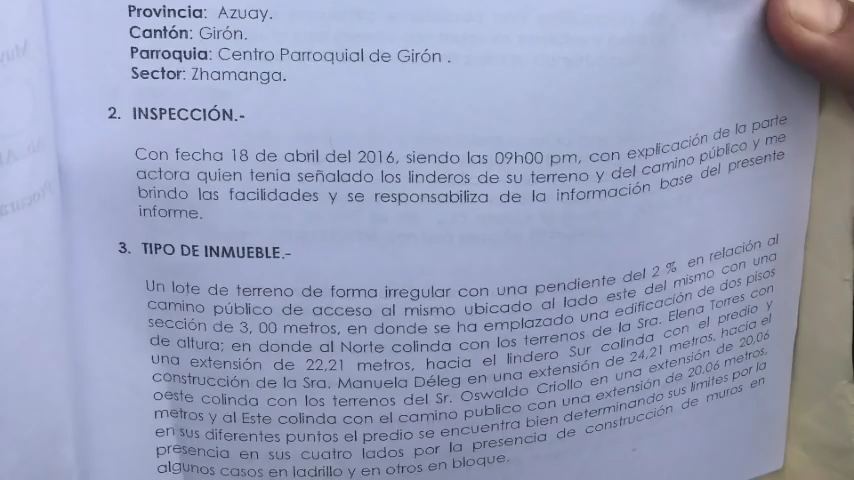 Provincia: Azuay.
Cantón: Girón.
Parroquia: Centro Parroquial de Girón .
Sector: Zhamanga.
2. INSPECCIÓN.-
Con fecha 18 de abril del 2016, siendo las 09h00 pm, con explicación de la parte
actora quien tenia señalado los linderos de su terreno y del camino público y me
brindo las facilidades y se responsabiliza de la información base del presente
informe.
3. TIPO DE INMUEBLE.-
Un lote de terreno de forma irregular con una pendiente del 2 % en relación al
camino público de acceso al mismo ubicado al lado este del mismo con una
sección de 3, 00 metros, en donde se ha emplazado una edificación de dos pisos
de altura; en donde al Norte colinda con los terrenos de la Sra. Elena Torres con
una extensión de 22,21 metros, hacia el lindero Sur colinda con el predio y
construcción de la Sra. Manuela Déleg en una extensión de 24,21 metros, hacia el
oeste colinda con los terrenos del Sr. Oswaldo Criollo en una extensión de 20,06
metros y al Este colinda con el camino publico con una extensión de 20,06 metros,
en sus diferentes puntos el predio se encuentra bien determinando sus limites por la
presencia en sus cuatro lados por la presencia de construcción de muros en
algunos casos en ladrillo y en otros en bloque.